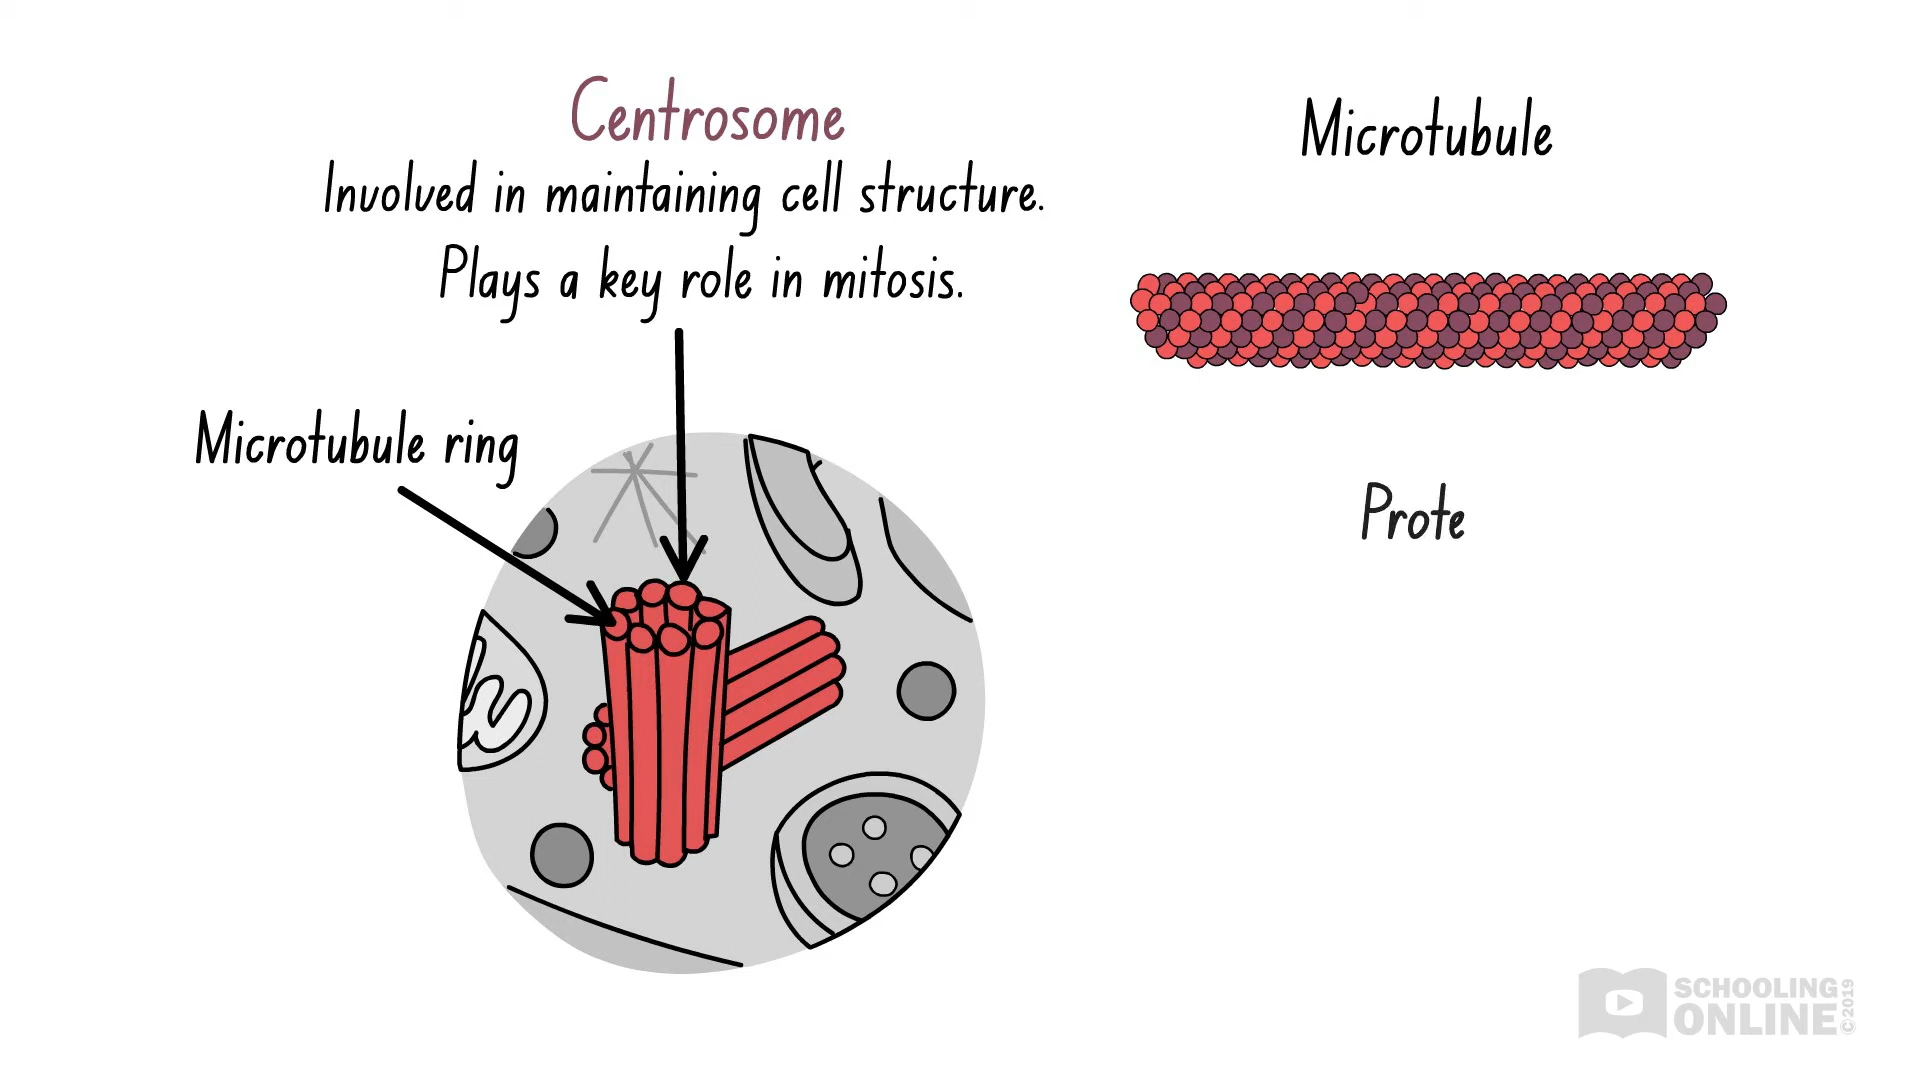 Centrosome
Involved in maintaining cell structure.
Plays a key role in mitosis.
Microtubule ring
Microtubule
Prote
SCHOOLING
ONLINE
©2019